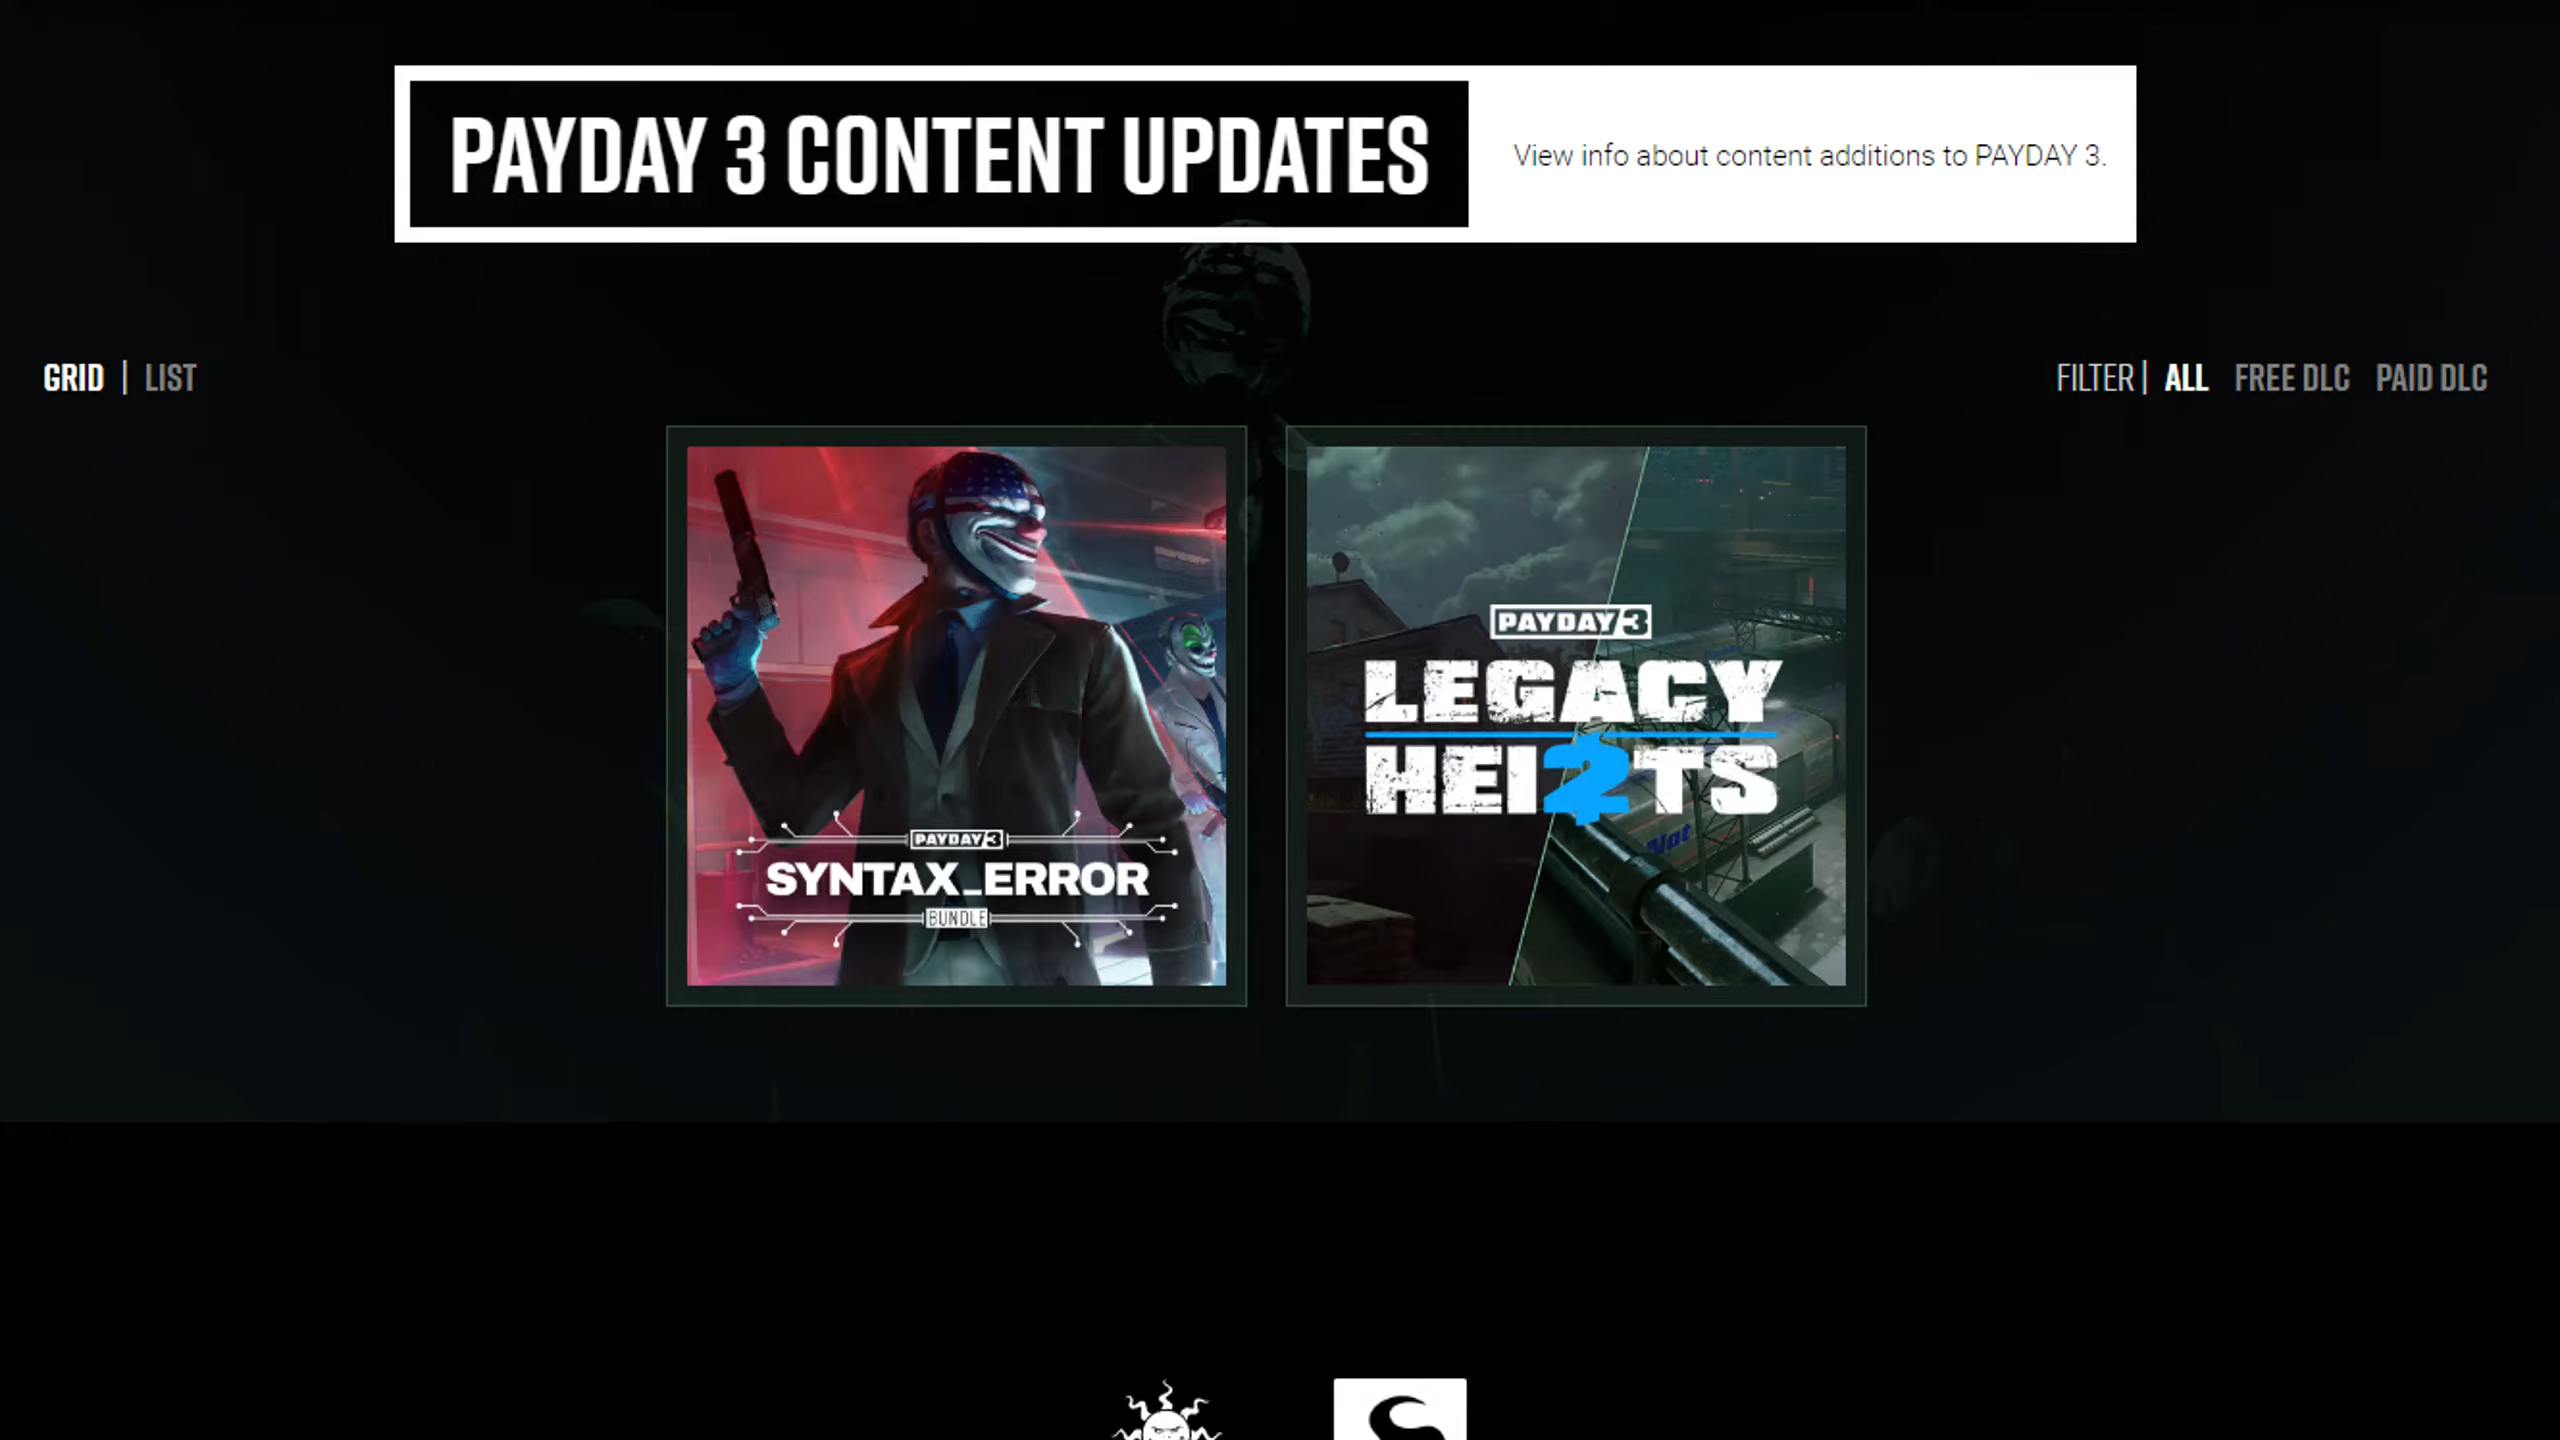 PAYDAY 3 CONTENT UPDATES
View info about content additions to PAYDAY 3.
GRID | LIST
FILTER | ALL FREE DLC PAID DLC
PAYDAY 3
SYNTAX_ERROR
BUNDLE
PAYDAY 3
LEGACY
HEI2TS
Nat